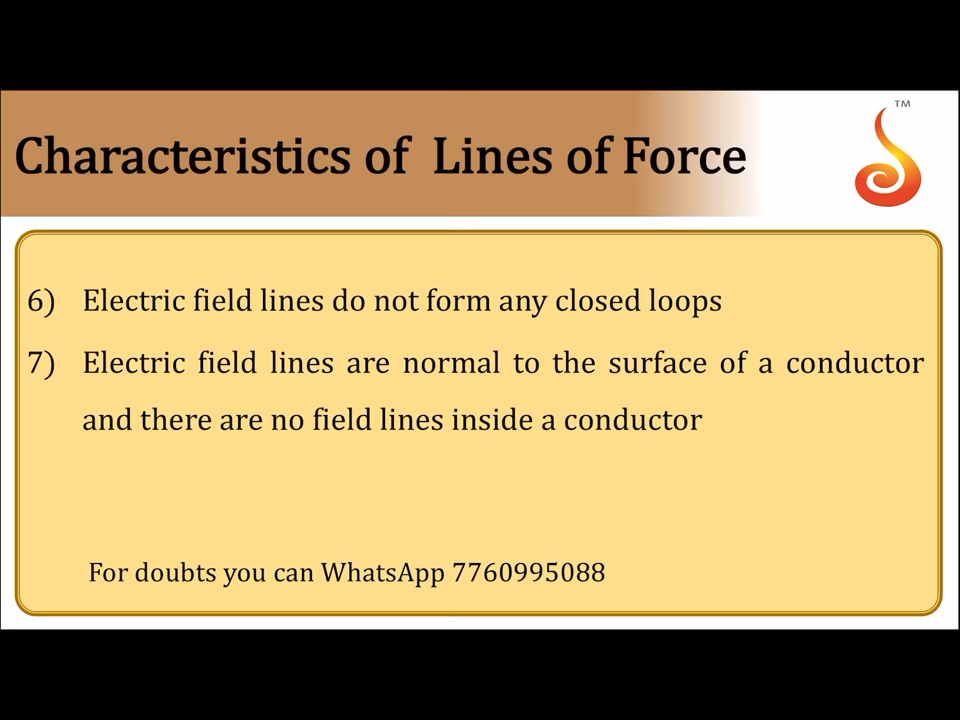 Characteristics of Lines of Force
TM
6) Electric field lines do not form any closed loops
7) Electric field lines are normal to the surface of a conductor
and there are no field lines inside a conductor
For doubts you can WhatsApp 7760995088